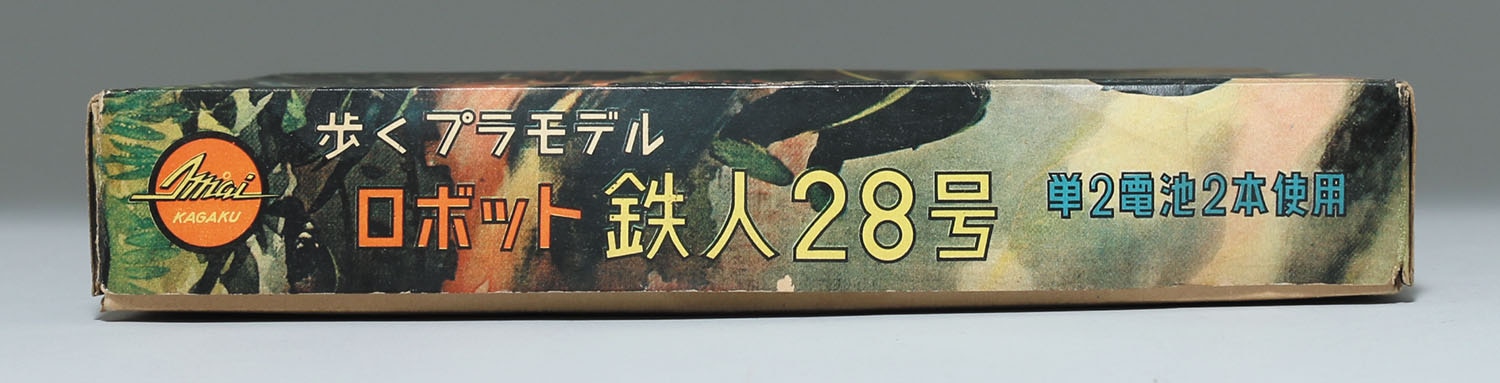 Imai
KAGAKU
歩くプラモデル
ロボット 鉄人28号
単2電池2本使用